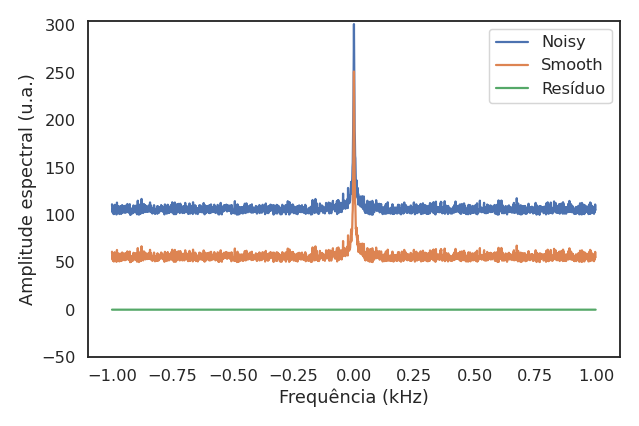 300
250
200
150
100
50
0
−50
Amplitude espectral (u.a.)
Noisy
Smooth
Resíduo
−1.00 −0.75 −0.50 −0.25 0.00 0.25 0.50 0.75 1.00
Frequência (kHz)